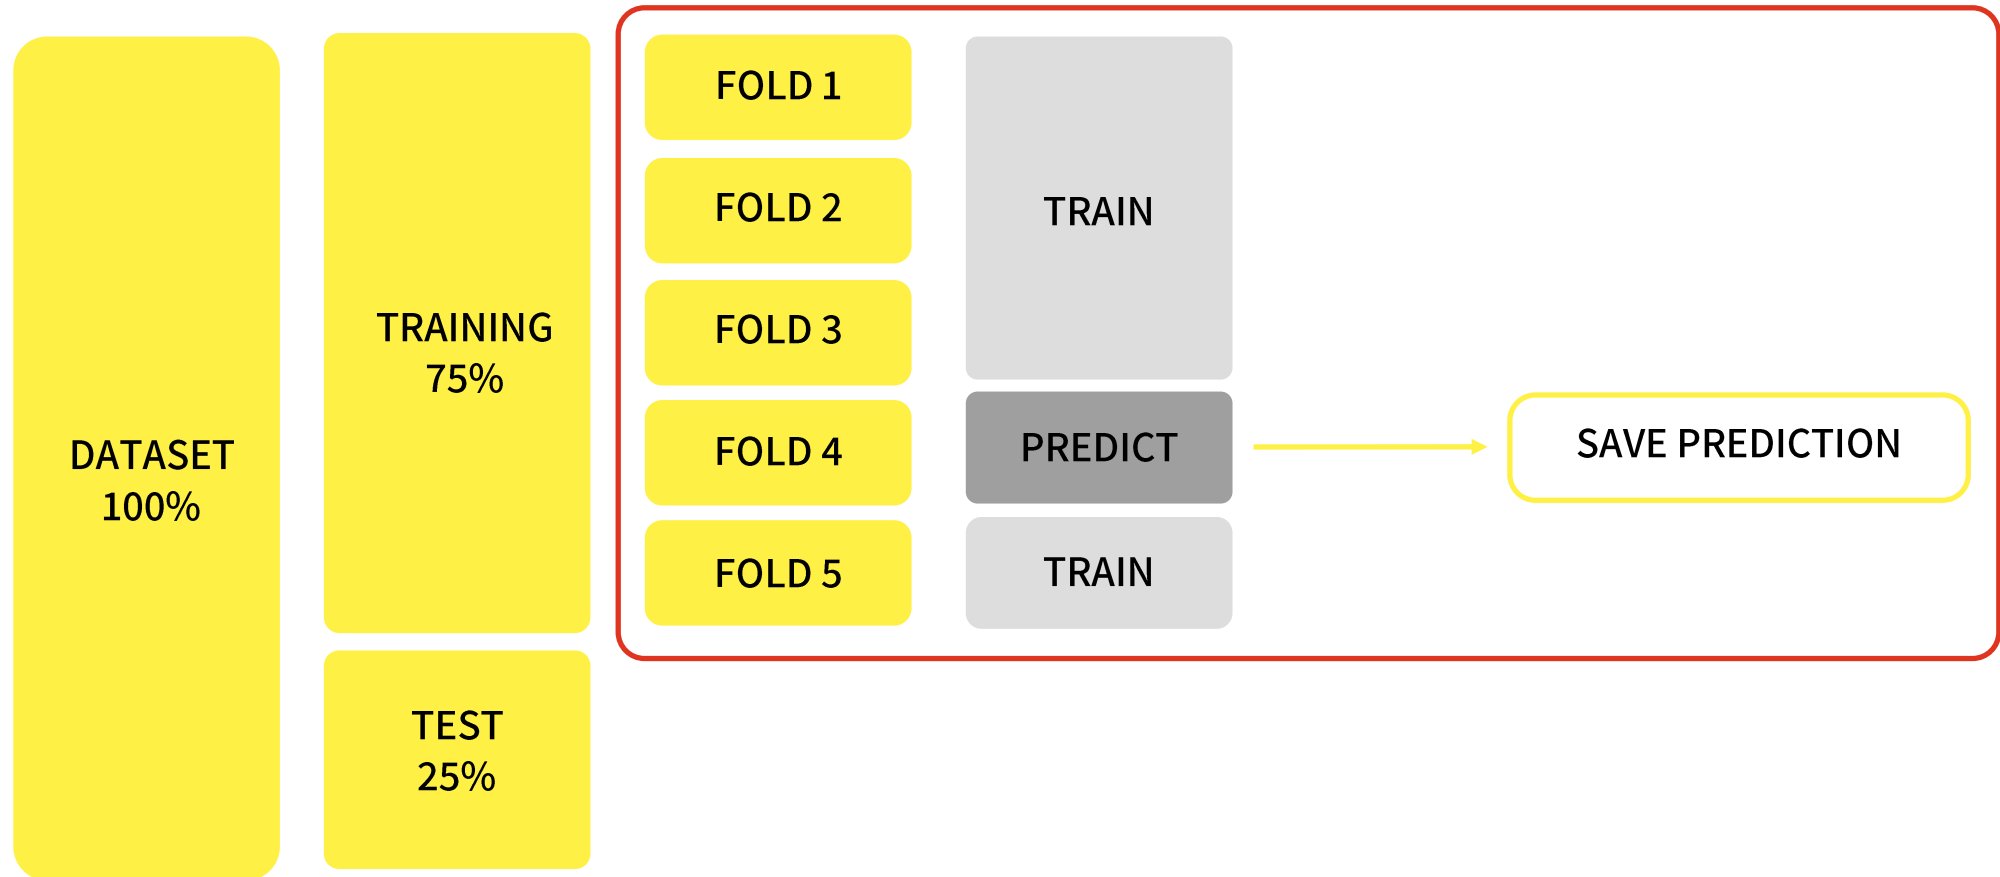 DATASET
100%
TRAINING
75%
TEST
25%
FOLD 1
FOLD 2
FOLD 3
FOLD 4
FOLD 5
TRAIN
PREDICT
TRAIN
SAVE PREDICTION